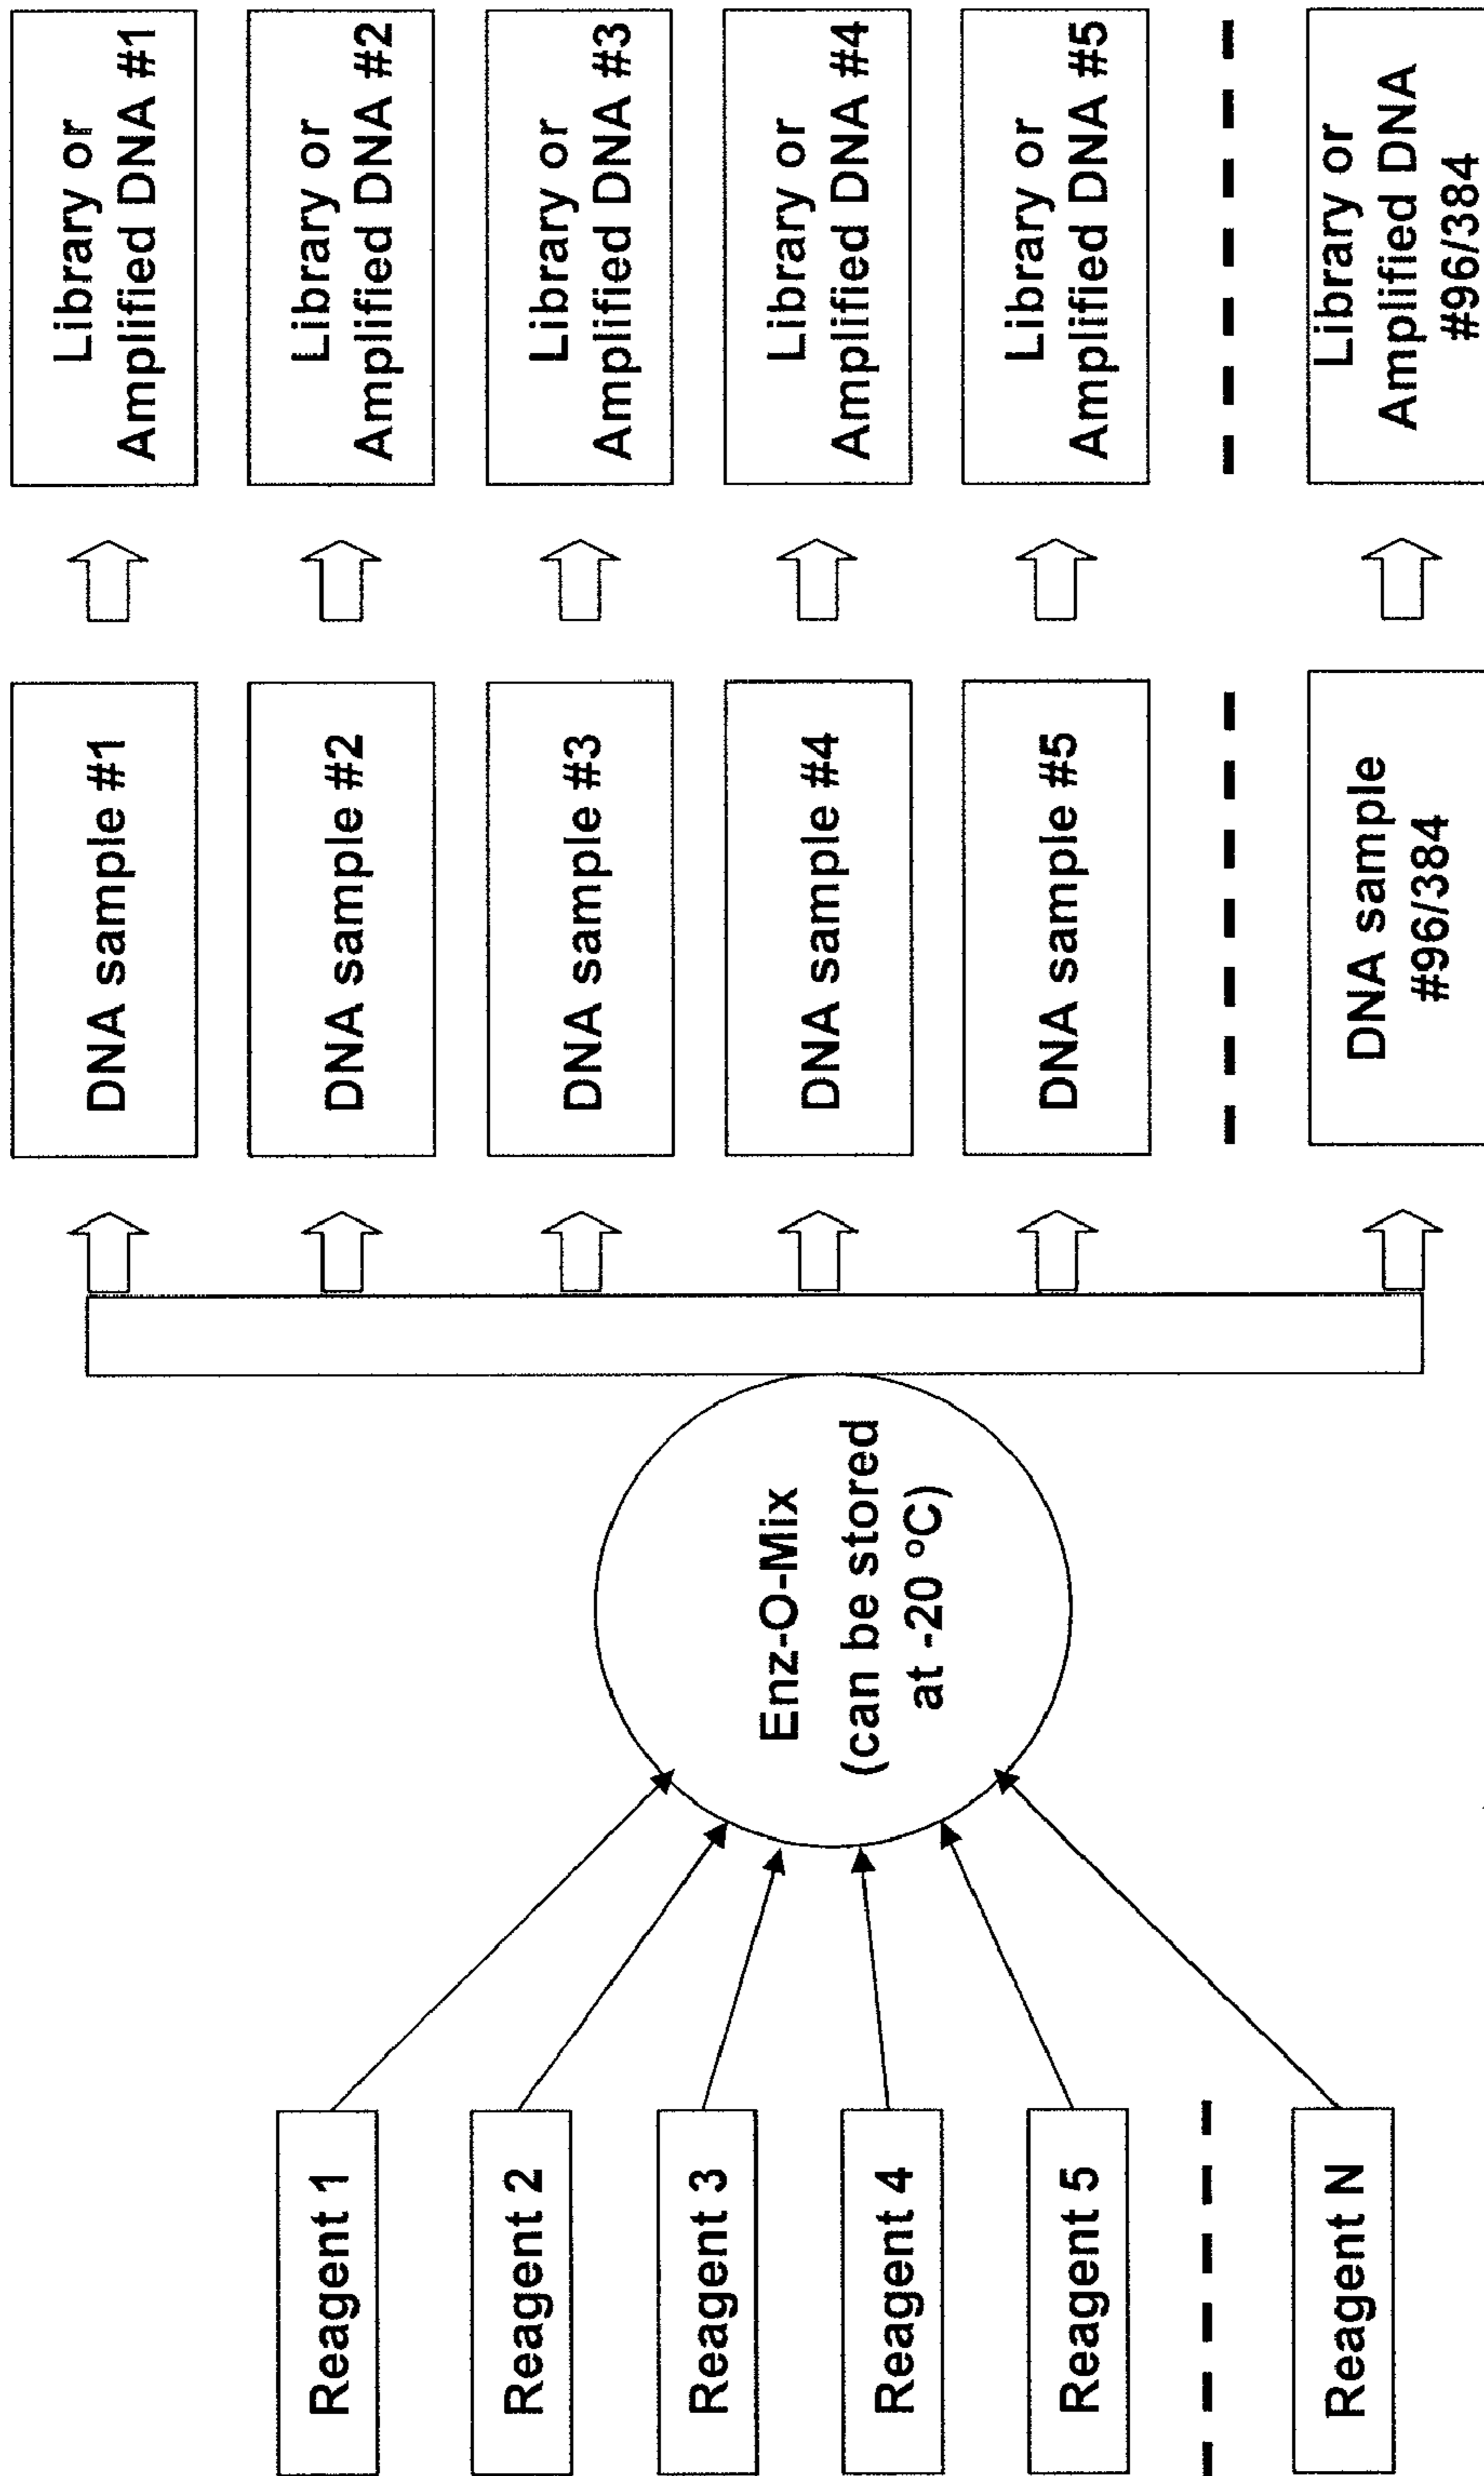 Reagent 1
Reagent 2
Reagent 3
Reagent 4
Reagent 5
Reagent N
Enz-O-Mix
(can be stored
at -20 ºC)
DNA sample #1
DNA sample #2
DNA sample #3
DNA sample #4
DNA sample #5
DNA sample
#96/384
Library or
Amplified DNA #1
Library or
Amplified DNA #2
Library or
Amplified DNA #3
Library or
Amplified DNA #4
Library or
Amplified DNA #5
Library or
Amplified DNA
#96/384